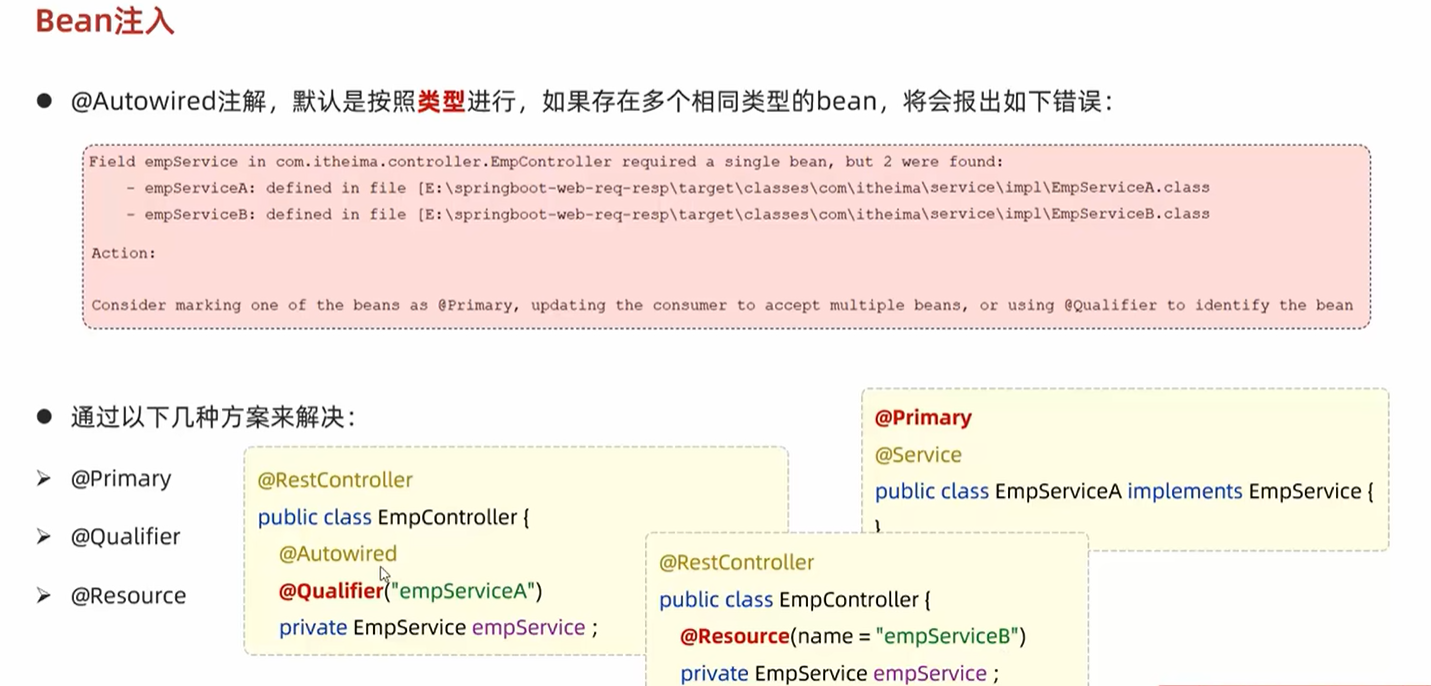 Bean注入
● @Autowired注解，默认是按照类型进行，如果存在多个相同类型的bean，将会报出如下错误：
Field empService in com.itheima.controller.EmpController required a single bean, but 2 were found:
- empServiceA: defined in file [E:\springboot-web-req-resp\target\classes\com\itheima\service\impl\EmpServiceA.class
- empServiceB: defined in file [E:\springboot-web-req-resp\target\classes\com\itheima\service\impl\EmpServiceB.class
Action:
Consider marking one of the beans as @Primary, updating the consumer to accept multiple beans, or using @Qualifier to identify the bean
● 通过以下几种方案来解决：
➢ @Primary
➢ @Qualifier
➢ @Resource
@RestController
public class EmpController {
@Autowired
@Qualifier("empServiceA")
private EmpService empService ;
@RestController
public class EmpController {
@Resource(name = "empServiceB")
private EmpService empService ;
@Primary
@Service
public class EmpServiceA implements EmpService {
}